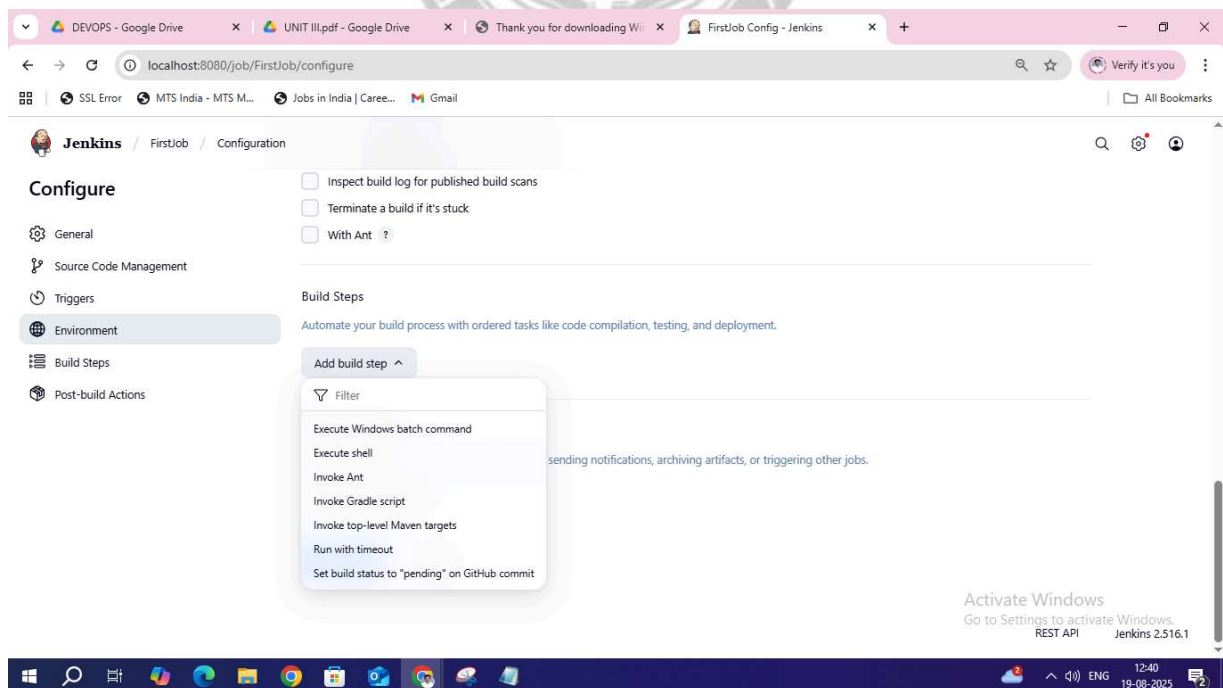 DEVOPS - Google Drive
UNIT III.pdf - Google Drive
Thank you for downloading Wi
FirstJob Config - Jenkins
localhost:8080/job/FirstJob/configure
Verify it's you
SSL Error
MTS India - MTS M...
Jobs in India | Caree...
Gmail
All Bookmarks
Jenkins / FirstJob / Configuration
Configure
General
Source Code Management
Triggers
Environment
Build Steps
Post-build Actions
Inspect build log for published build scans
Terminate a build if it's stuck
With Ant ?
Build Steps
Automate your build process with ordered tasks like code compilation, testing, and deployment.
Add build step
Filter
Execute Windows batch command
Execute shell
Invoke Ant
Invoke Gradle script
Invoke top-level Maven targets
Run with timeout
Set build status to "pending" on GitHub commit
sending notifications, archiving artifacts, or triggering other jobs.
Activate Windows
Go to Settings to activate Windows.
REST API
Jenkins 2.516.1
2
ENG
12:40
19-08-2025
2